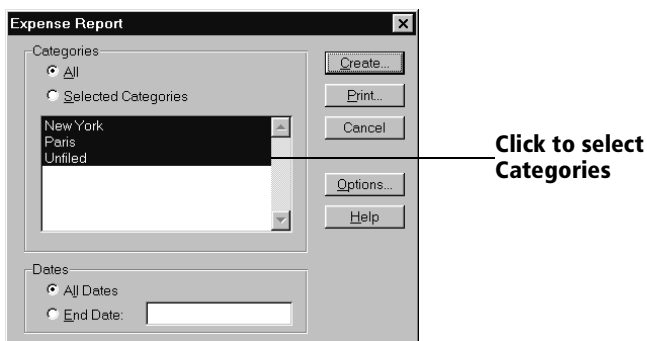 Expense Report
Categories
All
Selected Categories
New York
Paris
Unfiled
Create...
Print...
Cancel
Options...
Help
Click to select
Categories
Dates
All Dates
End Date: